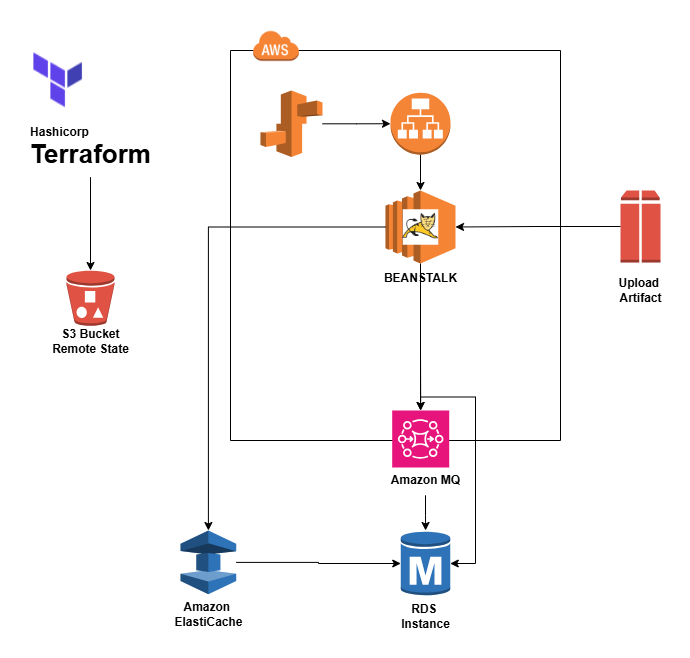 AWS
Hashicorp
Terraform
BEANSTALK
Upload
Artifact
S3 Bucket
Remote State
Amazon MQ
M
Amazon
ElastiCache
RDS
Instance